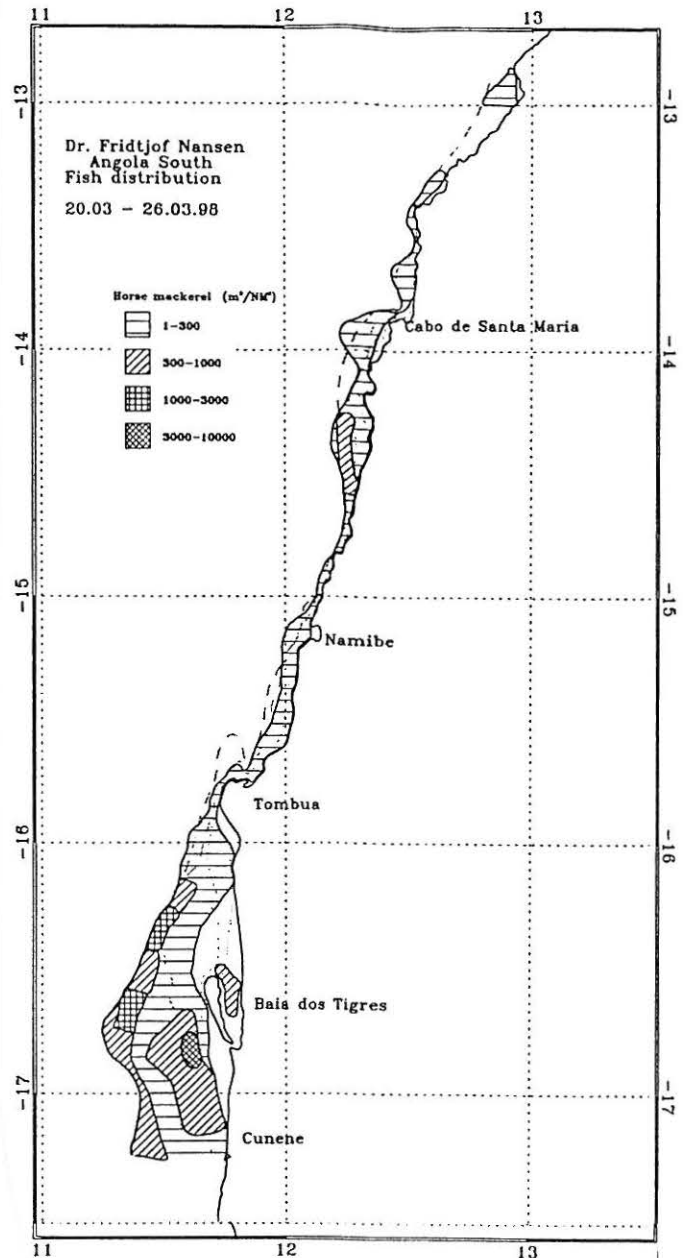 11 12 13
-13 -13
Dr. Fridtjof Nansen
Angola South
Fish distribution
20.03 - 26.03.98
Horse mackerel (m²/NM²)
1-300
300-1000
1000-3000
3000-10000
Cabo de Santa Maria
-14 -14
-15 -15
Namibe
Tombua
-16 -16
Baia dos Tigres
-17 -17
Cunene
11 12 13